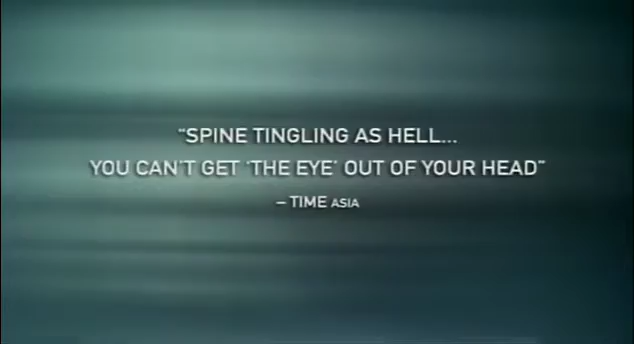 “SPINE TINGLING AS HELL...
YOU CAN'T GET ‘THE EYE’ OUT OF YOUR HEAD”
– TIME ASIA